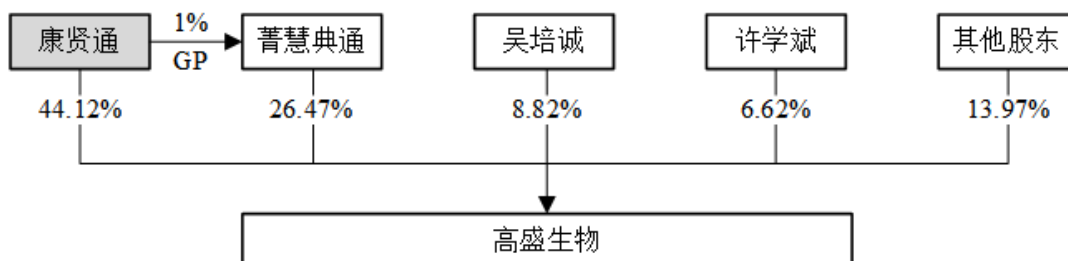 1%
康贤通
菁慧典通
吴培诚
许学斌
其他股东
GP
44.12%
26.47%
8.82%
6.62%
13.97%
高盛生物